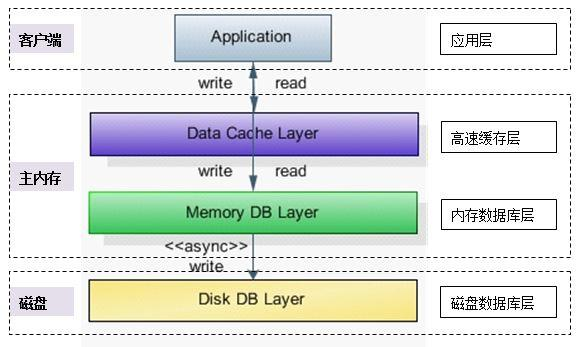 客户端
Application
应用层
write
read
Data Cache Layer
高速缓存层
主内存
write
read
Memory DB Layer
内存数据库层
<<async>>
write
磁盘
Disk DB Layer
磁盘数据库层